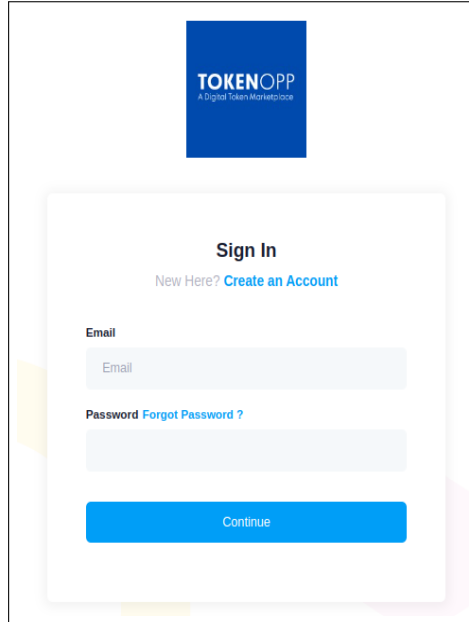 TOKENOPP
A Digital Token Marketplace
Sign In
New Here? Create an Account
Email
Email
Password Forgot Password ?
Continue